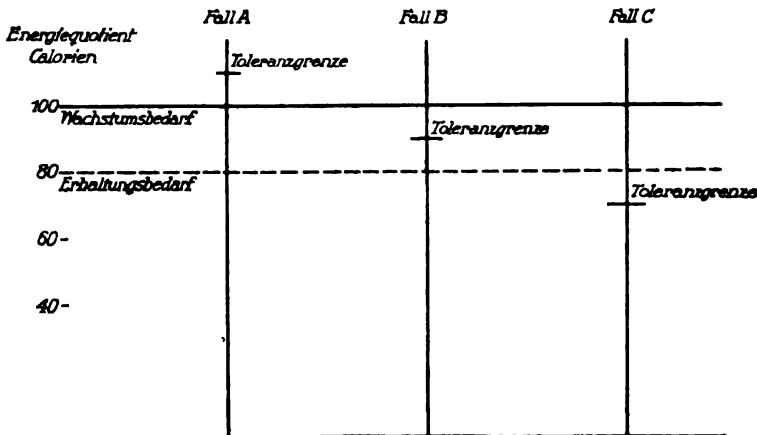 Fall A
Fall B
Fall C
Energiequotient
Calorien
Toleranzgrenze
100
Wachstumsbedarf
Toleranzgrenze
80
Erhaltungsbedarf
Toleranzgrenze
60
40